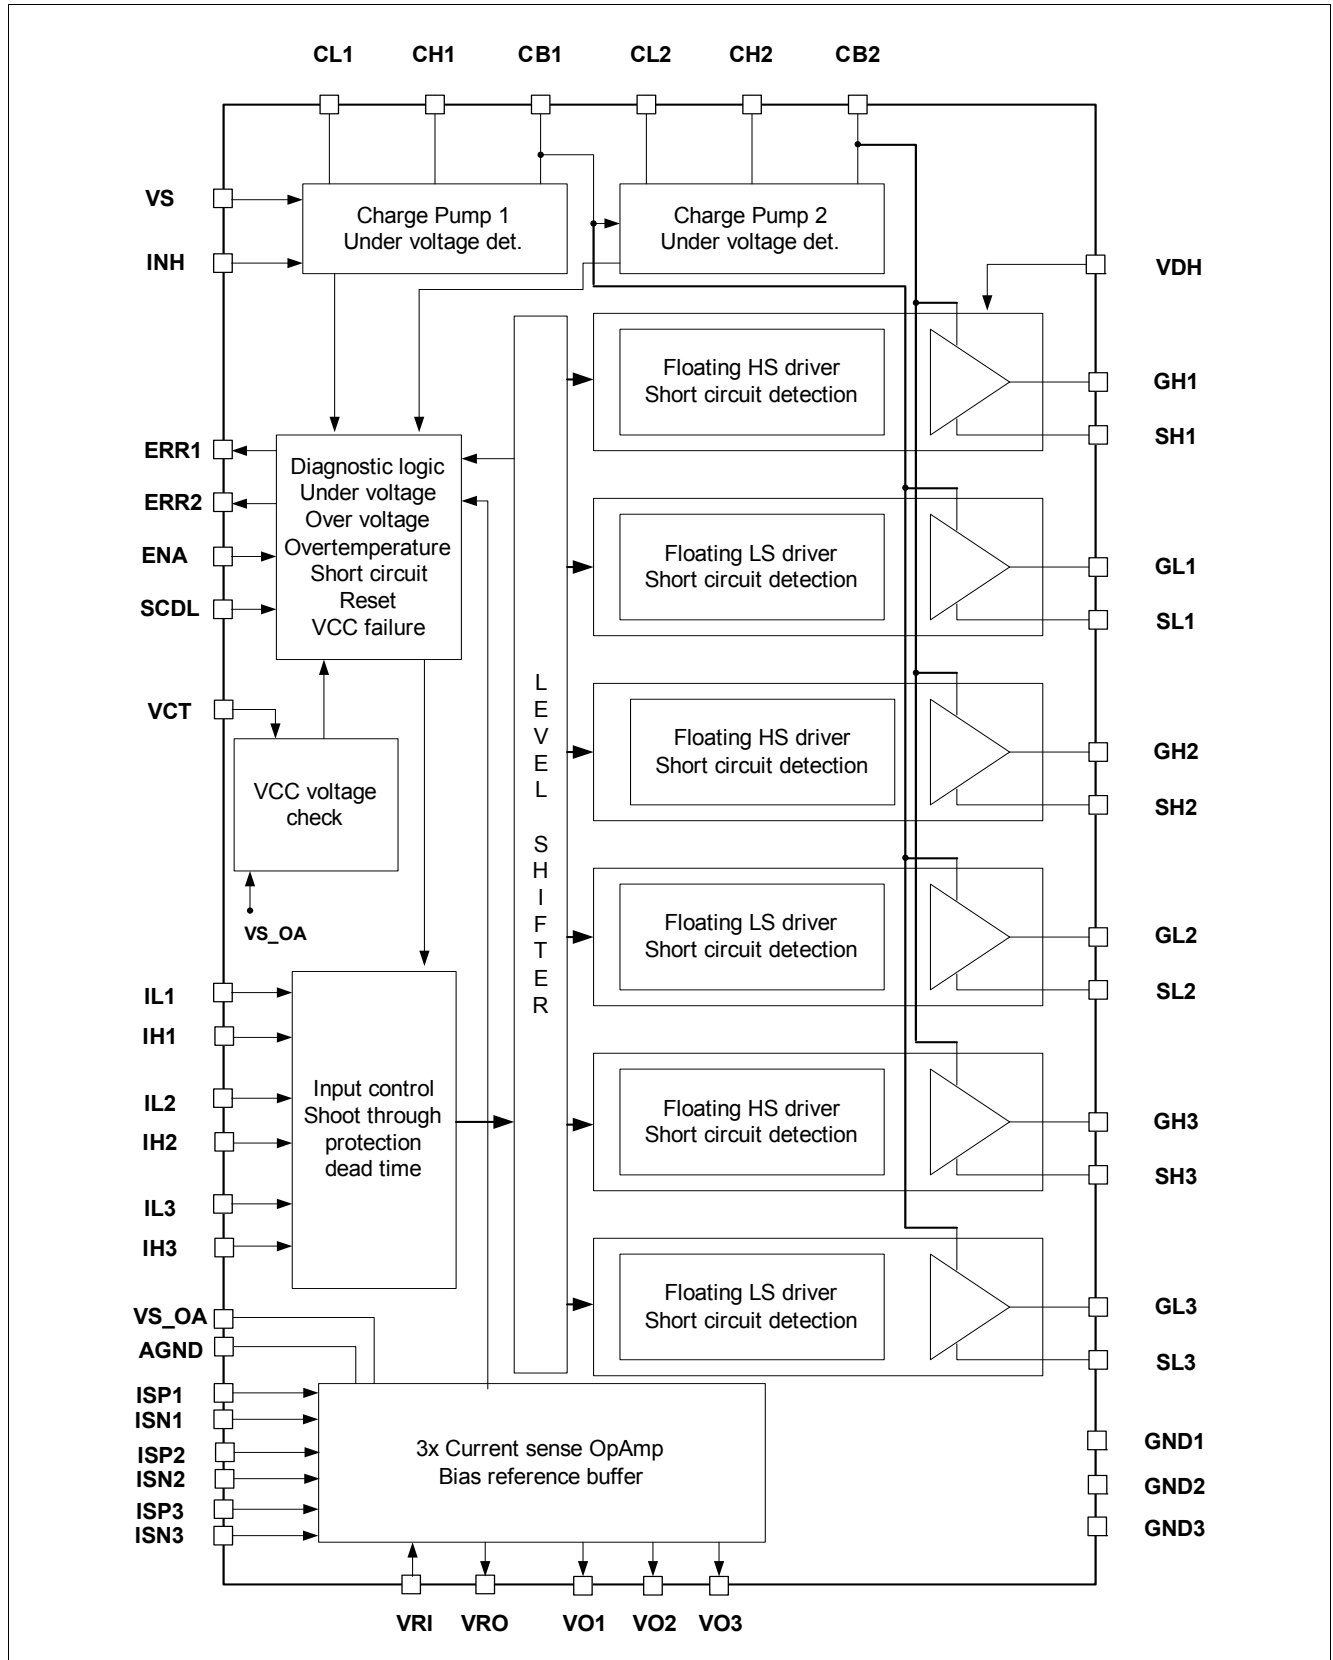 CL1 CH1 CB1 CL2 CH2 CB2
VS
Charge Pump 1
Under voltage det.
Charge Pump 2
Under voltage det.
INH
VDH
Floating HS driver
Short circuit detection
GH1
SH1
ERR1
ERR2
ENA
SCDL
Diagnostic logic
Under voltage
Over voltage
Overtemperature
Short circuit
Reset
VCC failure
Floating LS driver
Short circuit detection
GL1
SL1
VCT
VCC voltage
check
VS_OA
LEVEL SHIFTER
Floating HS driver
Short circuit detection
GH2
SH2
Floating LS driver
Short circuit detection
GL2
SL2
IL1
IH1
IL2
IH2
IL3
IH3
Input control
Shoot through
protection
dead time
Floating HS driver
Short circuit detection
GH3
SH3
Floating LS driver
Short circuit detection
GL3
SL3
VS_OA
AGND
ISP1
ISN1
ISP2
ISN2
ISP3
ISN3
3x Current sense OpAmp
Bias reference buffer
GND1
GND2
GND3
VRI VRO VO1 VO2 VO3